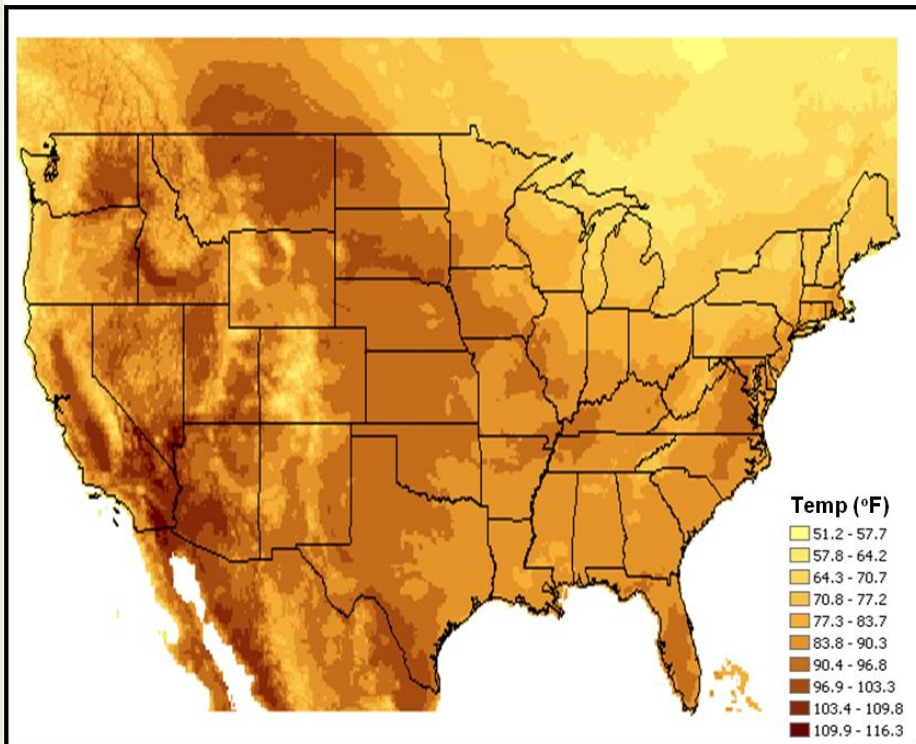 Temp (°F)
51.2 - 57.7
57.8 - 64.2
64.3 - 70.7
70.8 - 77.2
77.3 - 83.7
83.8 - 90.3
90.4 - 96.8
96.9 - 103.3
103.4 - 109.8
109.9 - 116.3